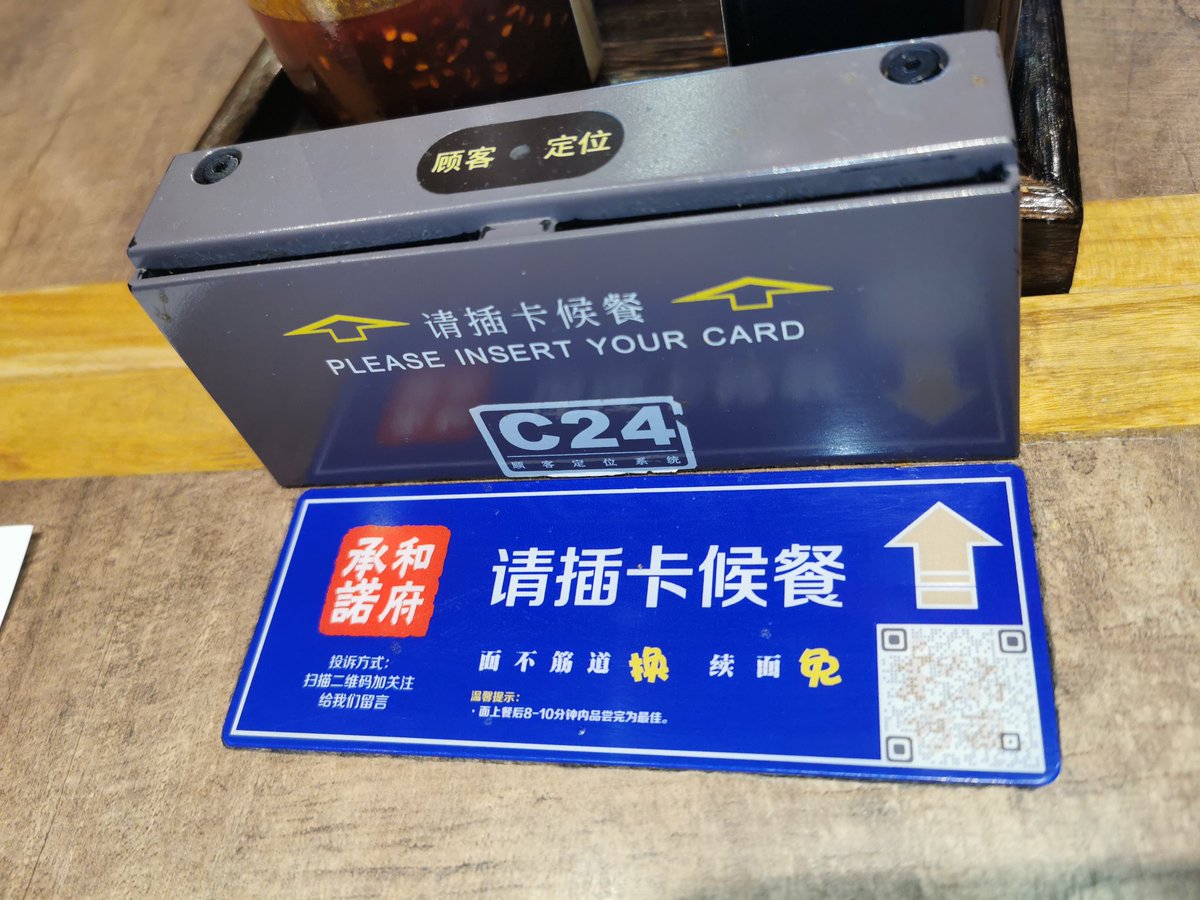 顾客 定位
请插卡候餐
PLEASE INSERT YOUR CARD
C24
顾客定位系统
和府
承諾
请插卡候餐
投诉方式：
扫描二维码加关注
给我们留言
面不筋道换 续面免
温馨提示：
·面上餐后8-10分钟内品尝完为最佳。